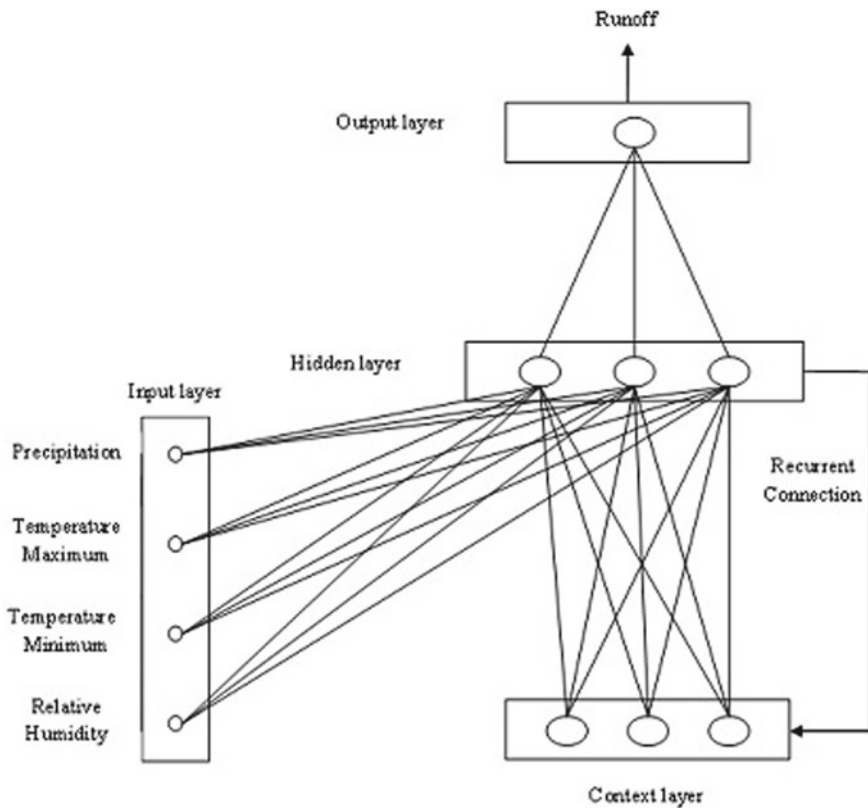 Runoff
Output layer
Hidden layer
Input layer
Precipitation
Temperature
Maximum
Temperature
Minimum
Relative
Humidity
Recurrent
Connection
Context layer